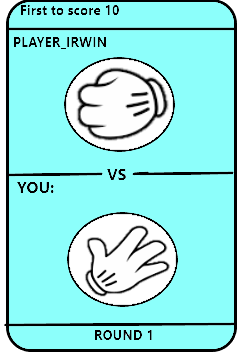 First to score 10
PLAYER_IRWIN
VS
YOU:
ROUND 1